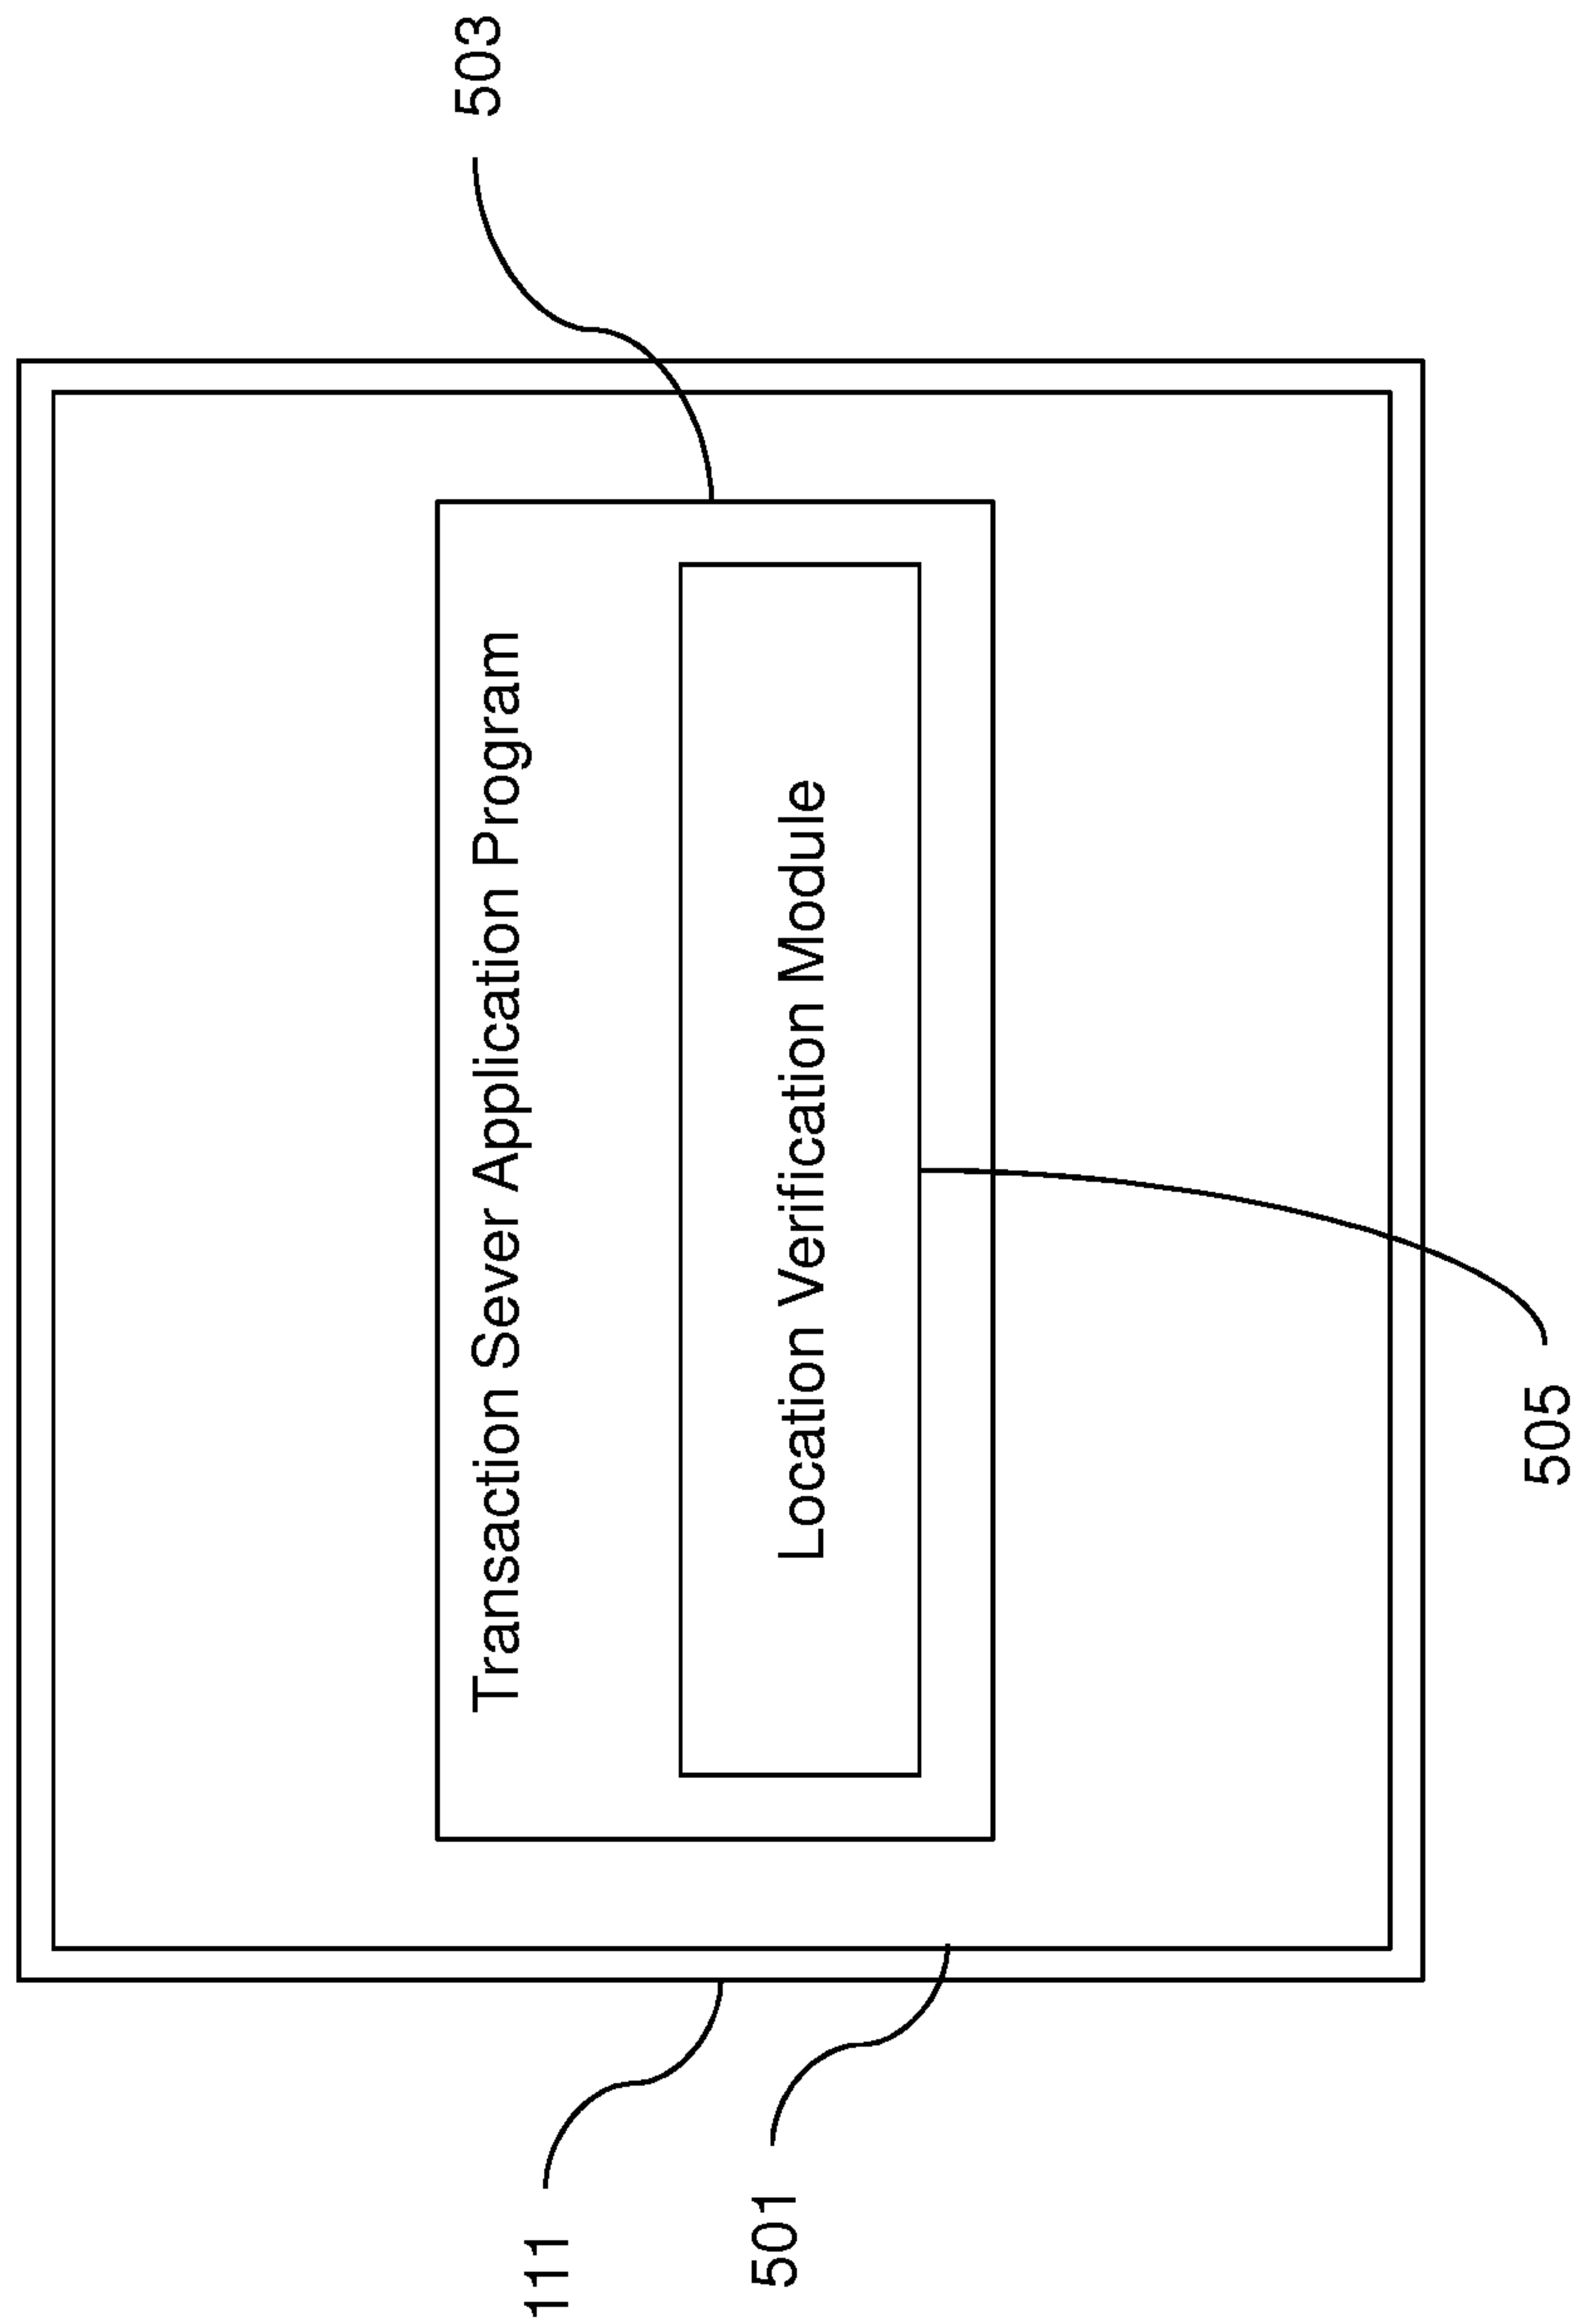 503
Transaction Sever Application Program
Location Verification Module
111
501
505